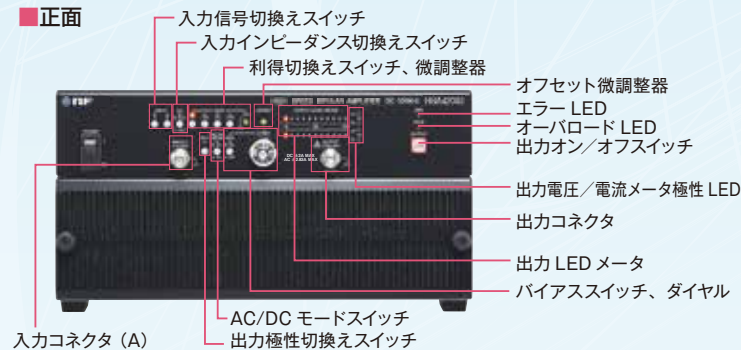 ■正面
入力信号切換えスイッチ
入力インピーダンス切換えスイッチ
利得切換えスイッチ、微調整器
オフセット微調整器
エラー LED
オーバロード LED
出力オン／オフスイッチ
出力電圧／電流メータ極性 LED
出力コネクタ
出力 LED メータ
バイアススイッチ、ダイヤル
AC/DC モードスイッチ
出力極性切換えスイッチ
入力コネクタ（A）